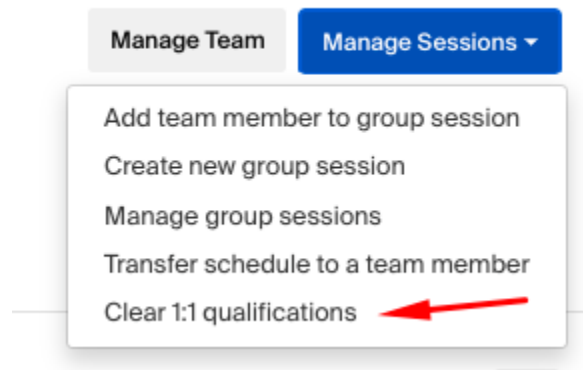 Manage Team
Manage Sessions
Add team member to group session
Create new group session
Manage group sessions
Transfer schedule to a team member
Clear 1:1 qualifications